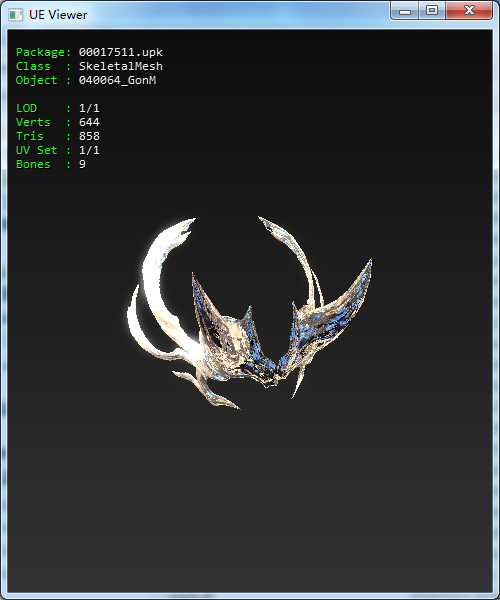 UE Viewer
Package: 00017511.upk
Class : SkeletalMesh
Object : 040064_GonM
LOD : 1/1
Verts : 644
Tris : 858
UV Set : 1/1
Bones : 9